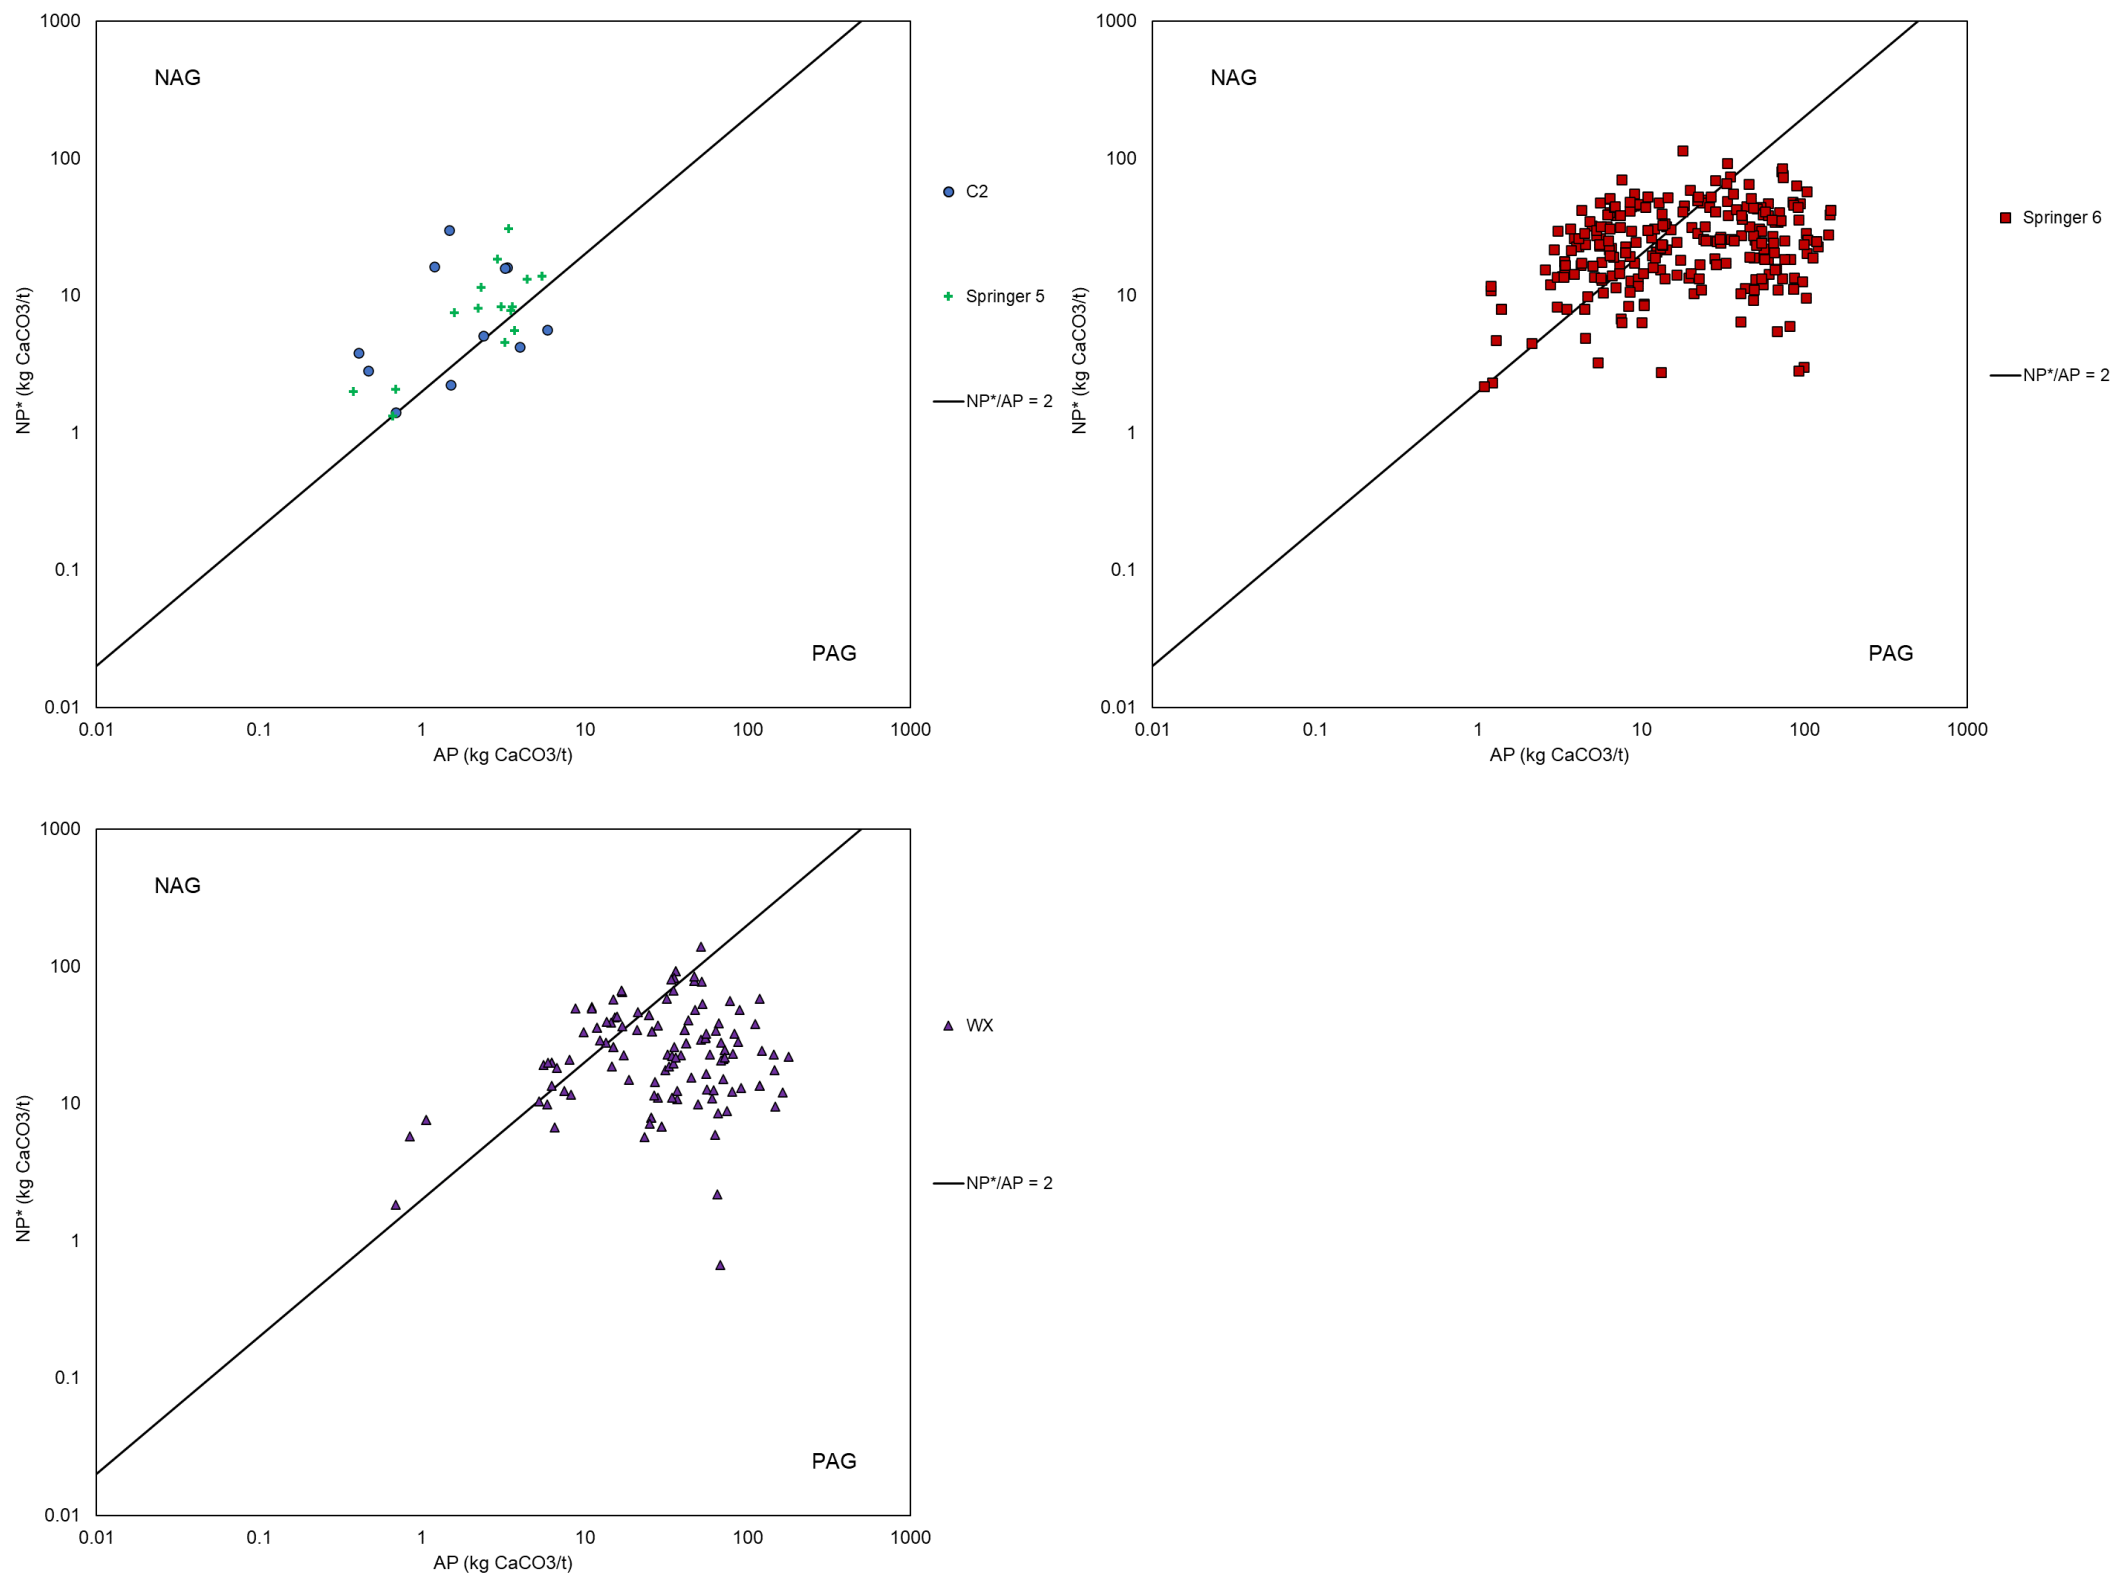 1000
NAG
100
10
1
0.1
0.01
NP* (kg CaCO3/t)
PAG
0.01 0.1 1 10 100 1000
AP (kg CaCO3/t)
C2
Springer 5
NP*/AP = 2
1000
NAG
100
10
1
0.1
0.01
NP* (kg CaCO3/t)
PAG
0.01 0.1 1 10 100 1000
AP (kg CaCO3/t)
Springer 6
NP*/AP = 2
1000
NAG
100
10
1
0.1
0.01
NP* (kg CaCO3/t)
PAG
0.01 0.1 1 10 100 1000
AP (kg CaCO3/t)
WX
NP*/AP = 2